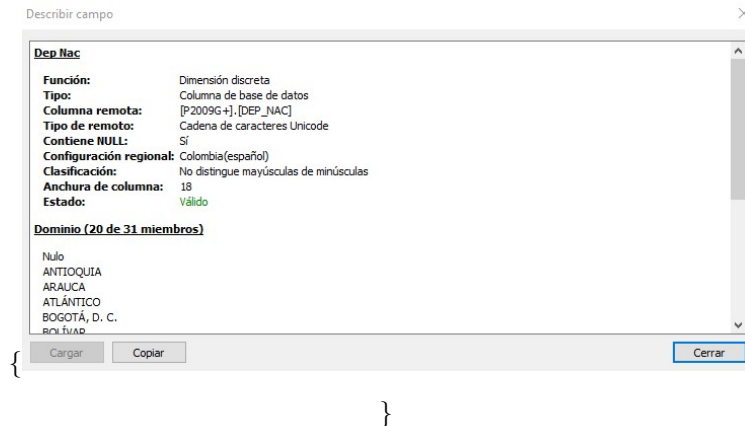 Describir campo
Dep Nac
Función: Dimensión discreta
Tipo: Columna de base de datos
Columna remota: [P2009G+].[DEP_NAC]
Tipo de remoto: Cadena de caracteres Unicode
Contiene NULL: Sí
Configuración regional: Colombia(español)
Clasificación: No distingue mayúsculas de minúsculas
Anchura de columna: 18
Estado: Válido
Dominio (20 de 31 miembros)
Nulo
ANTIOQUIA
ARAUCA
ATLÁNTICO
BOGOTÁ, D. C.
BOLÍVAR
Cargar Copiar Cerrar
{
}